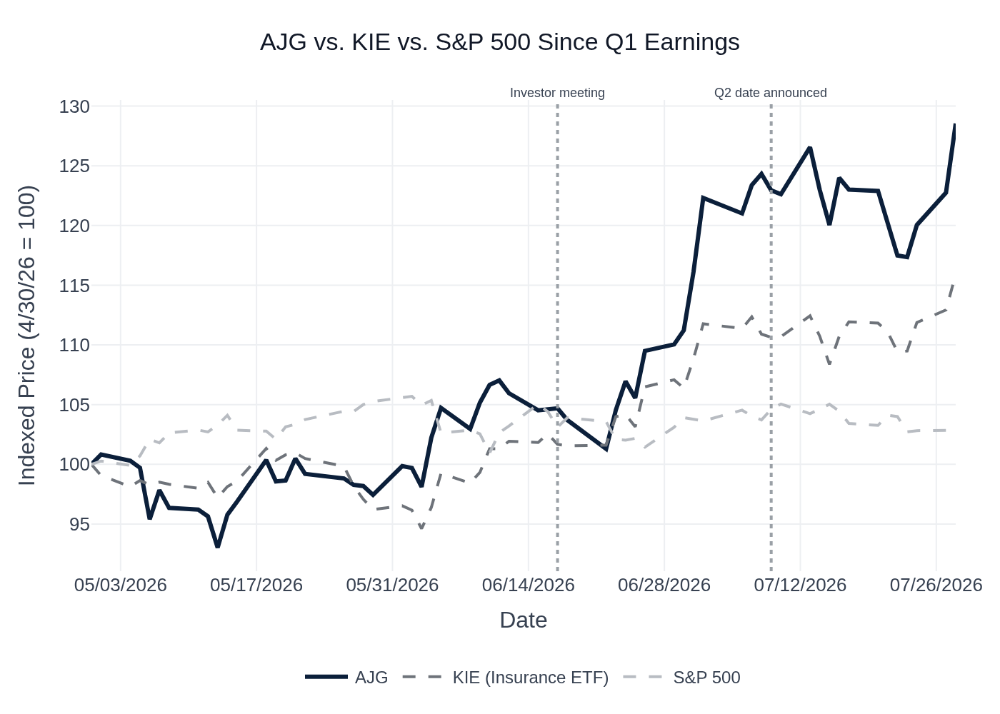 AJG vs. KIE vs. S&P 500 Since Q1 Earnings
Investor meeting
Q2 date announced
130
125
120
115
110
105
100
95
Indexed Price (4/30/26 = 100)
05/03/2026
05/17/2026
05/31/2026
06/14/2026
06/28/2026
07/12/2026
07/26/2026
Date
AJG
KIE (Insurance ETF)
S&P 500